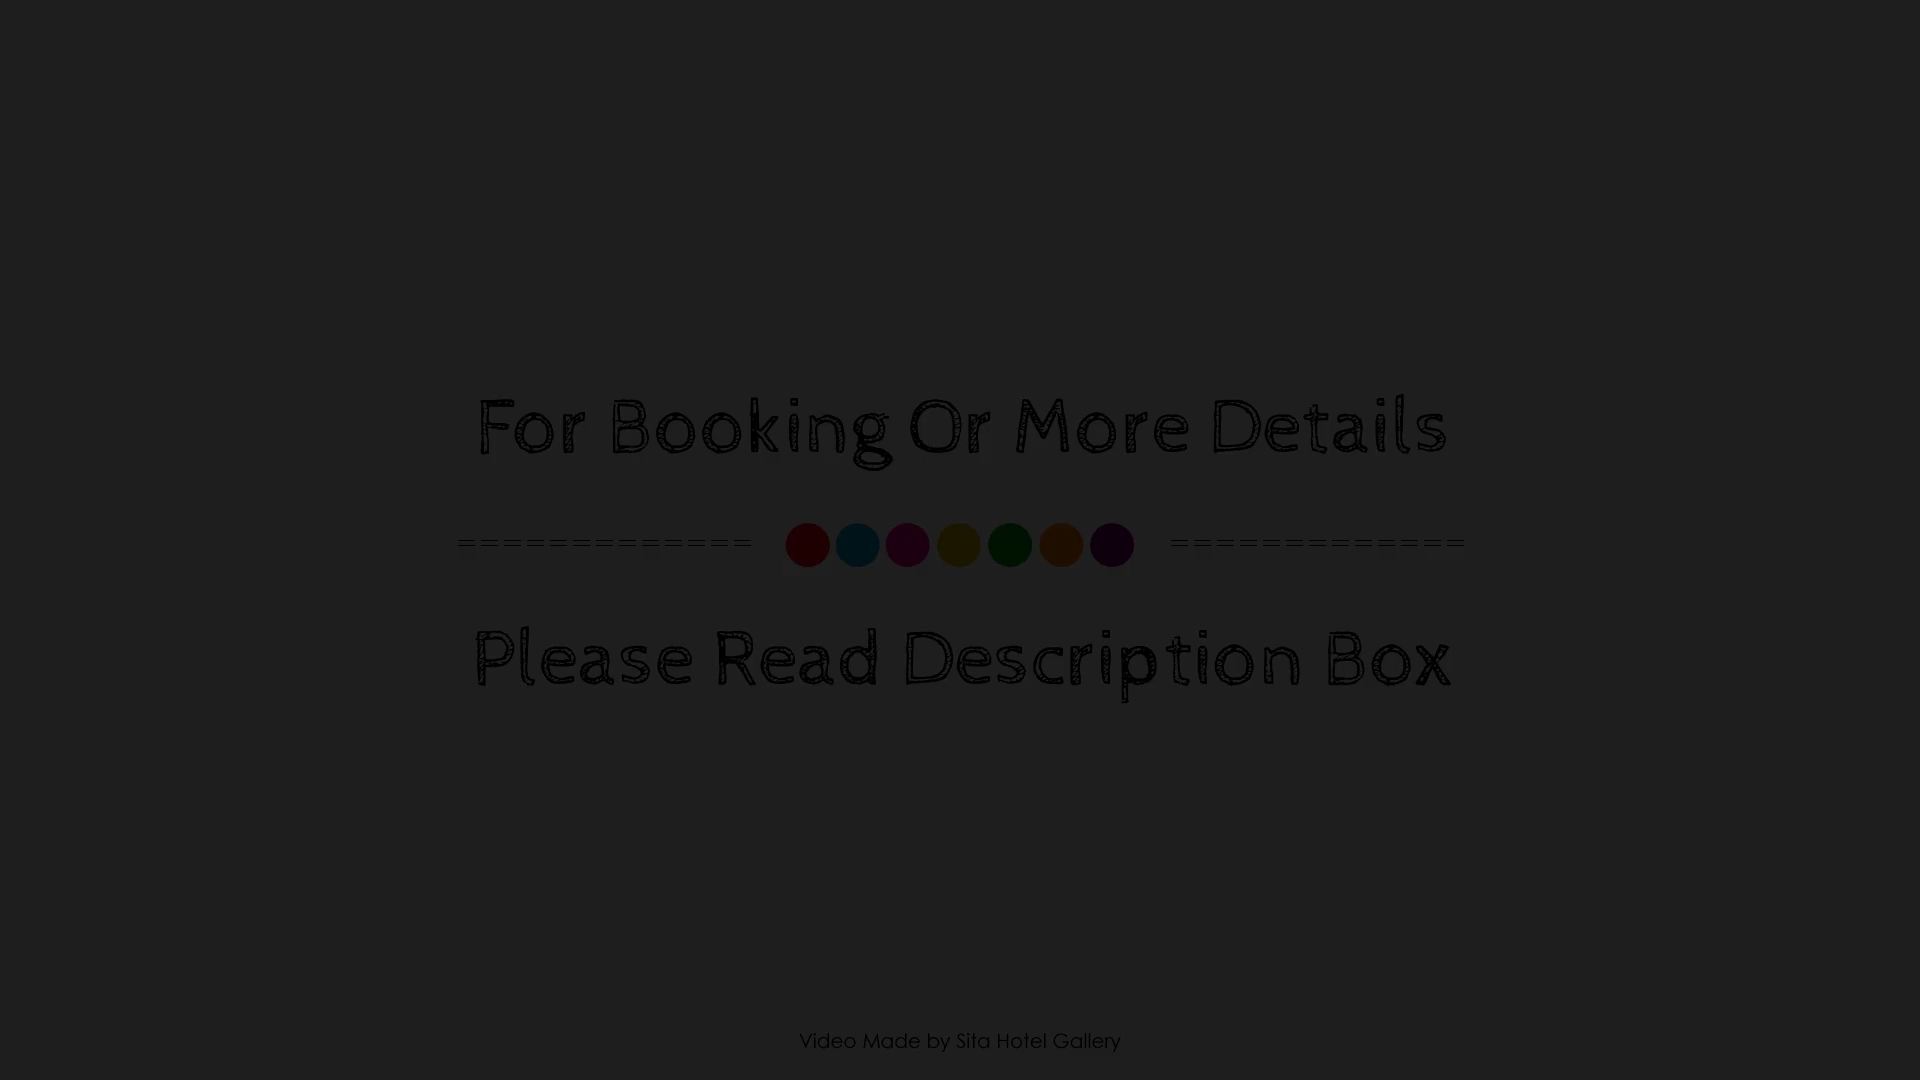 For Booking Or More Details
============= =============
Please Read Description Box
Video Made by Sita Hotel Gallery